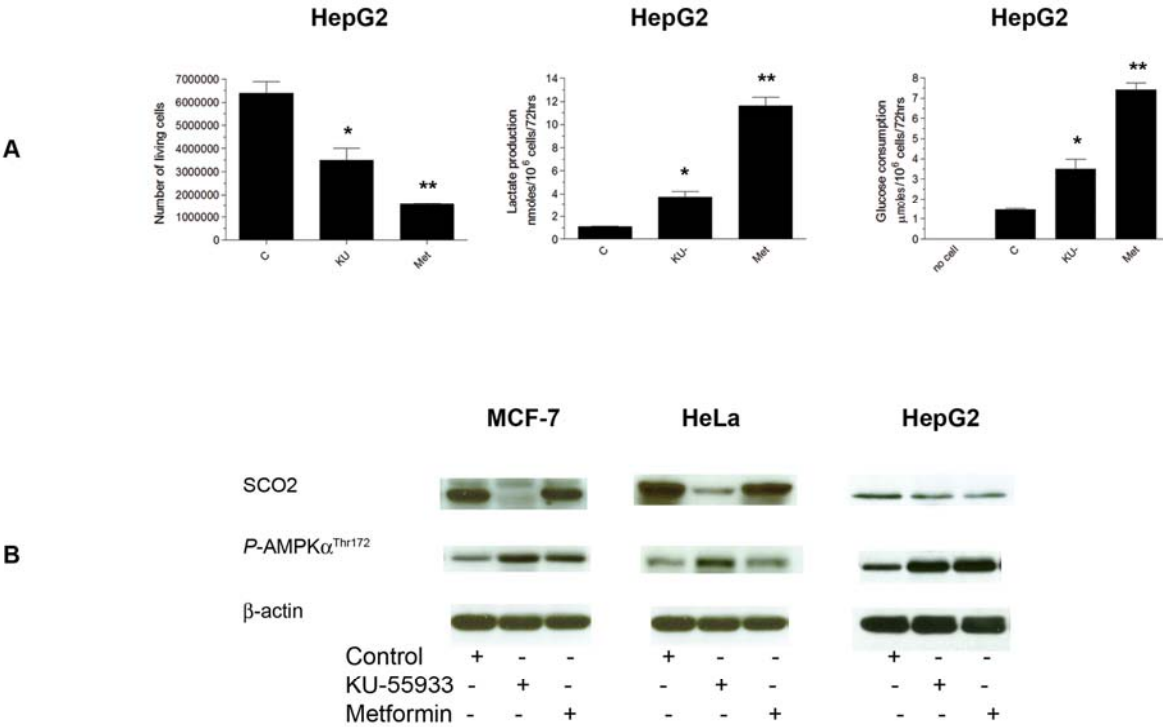 HepG2 HepG2 HepG2
A
Number of living cells
7000000
6000000
5000000
4000000
3000000
2000000
1000000
0
*
**
C KU Met
Lactate production
nmoles/10⁶ cells/72hrs
14
12
10
8
6
4
2
0
*
**
C KU- Met
Glucose consumption
μmoles/10⁶ cells/72hrs
8
7
6
5
4
3
2
1
0
*
**
no cell C KU- Met
MCF-7 HeLa HepG2
B
SCO2
P-AMPKαThr172
β-actin
Control + - - + - - + - -
KU-55933 - + - - + - - + -
Metformin - - + - - + - - +